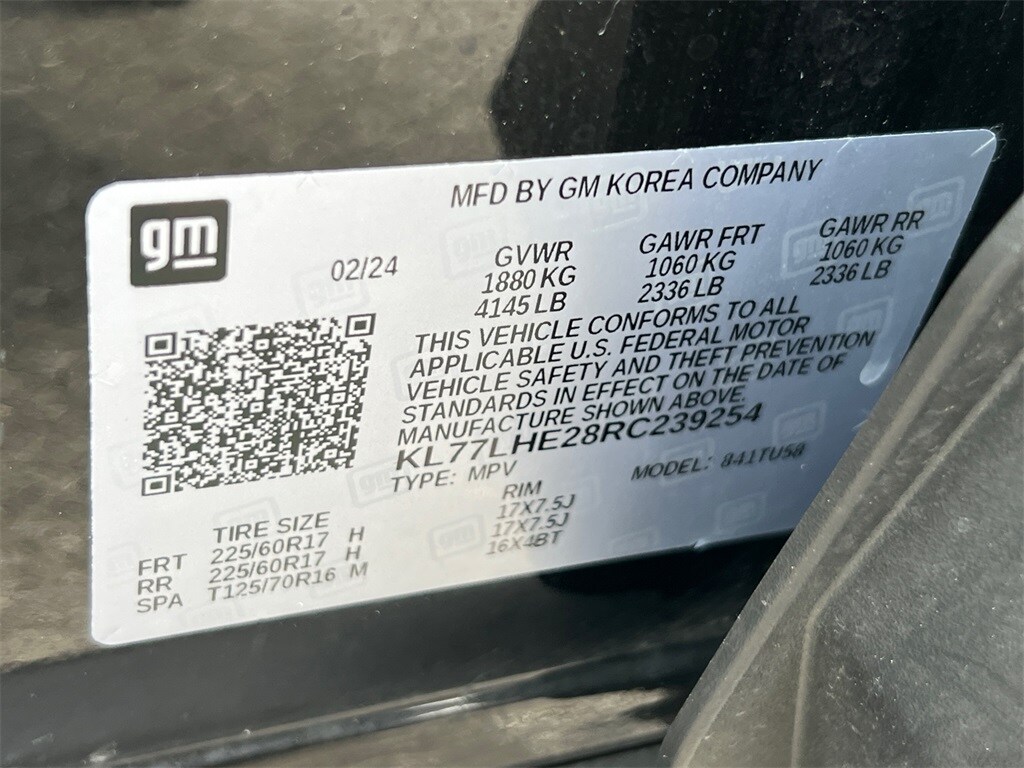 MFD BY GM KOREA COMPANY
gm
02/24
GVWR
1880 KG
4145 LB
GAWR FRT
1060 KG
2336 LB
GAWR RR
1060 KG
2336 LB
THIS VEHICLE CONFORMS TO ALL
APPLICABLE U.S. FEDERAL MOTOR
VEHICLE SAFETY AND THEFT PREVENTION
STANDARDS IN EFFECT ON THE DATE OF
MANUFACTURE SHOWN ABOVE.
KL77LHE28RC239254
TYPE: MPV MODEL: 841TU58
TIRE SIZE RIM
FRT 225/60R17 H 17X7.5J
RR 225/60R17 H 17X7.5J
SPA T125/70R16 M 16X4BT